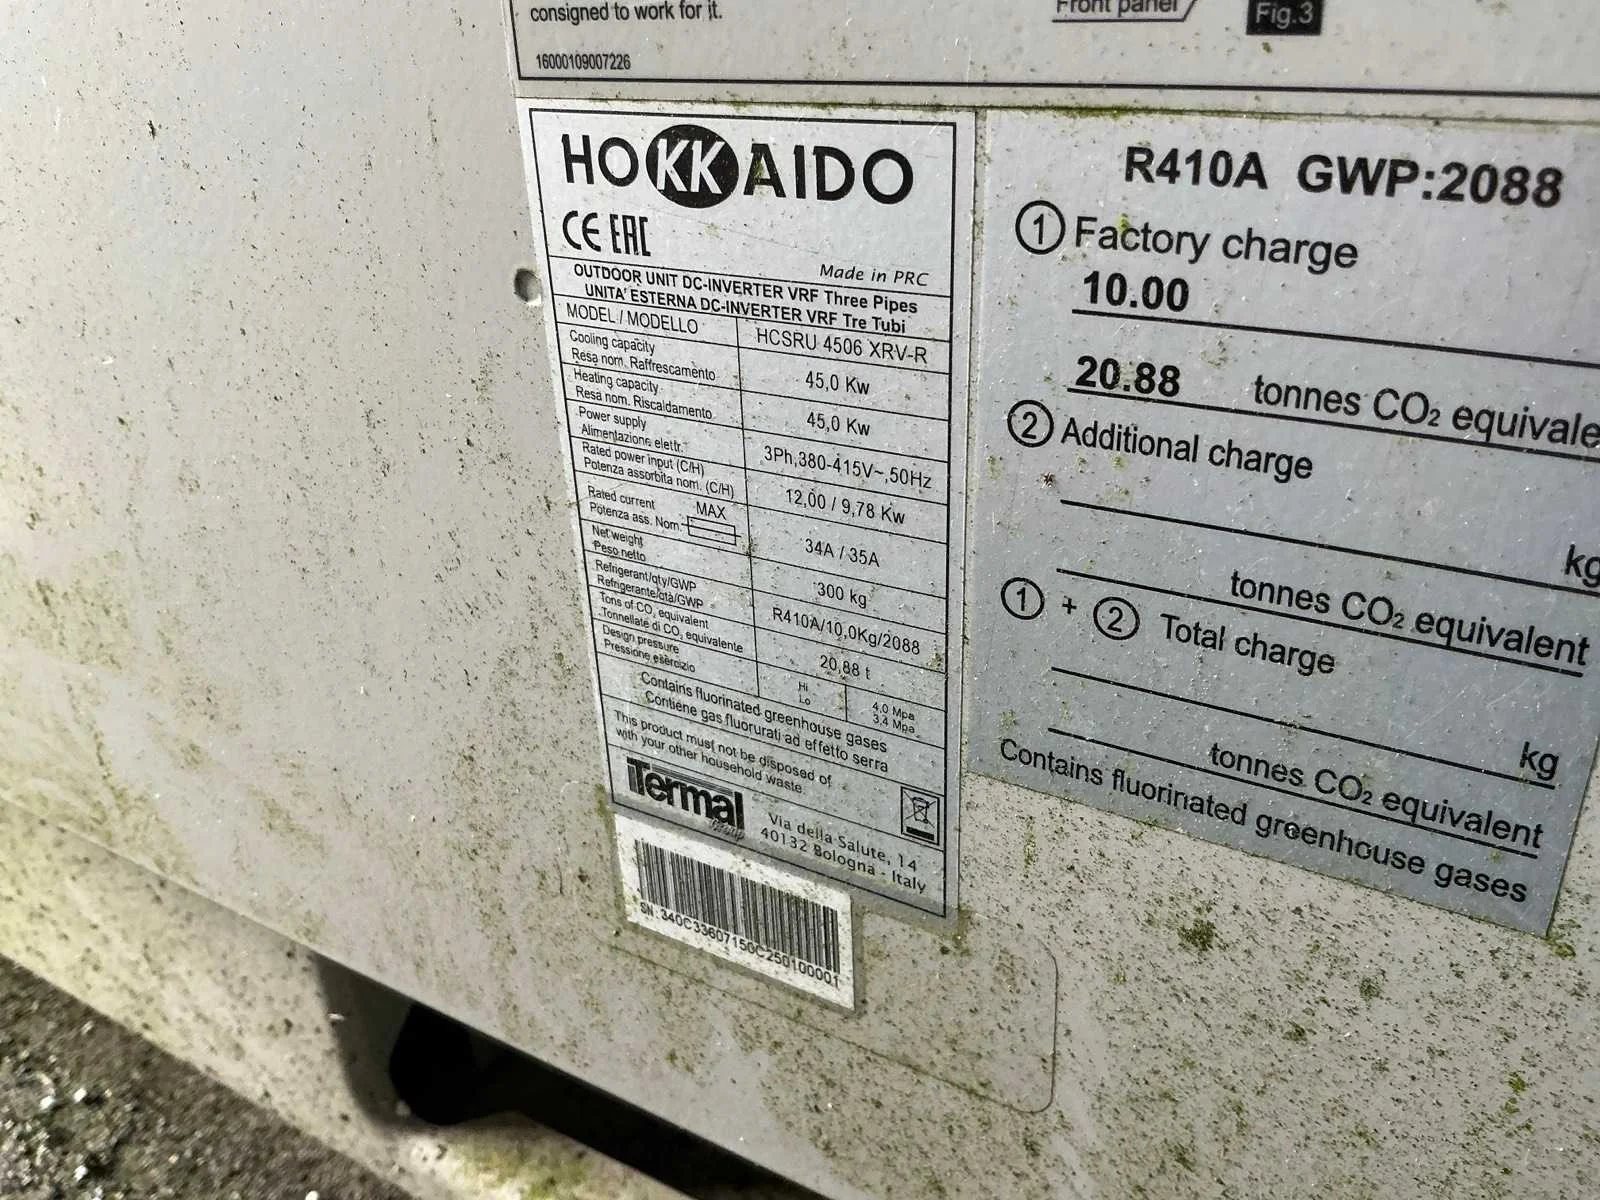 consigned to work for it.
16000109007226
Front panel
Fig.3
HOKKAIDO
CE EAC
Made in PRC
OUTDOOR UNIT DC-INVERTER VRF Three Pipes
UNITA' ESTERNA DC-INVERTER VRF Tre Tubi
MODEL / MODELLO HCSRU 4506 XRV-R
Cooling capacity
Resa nom. Raffrescamento 45,0 Kw
Heating capacity
Resa nom. Riscaldamento 45,0 Kw
Power supply
Alimentazione elettr. 3Ph,380-415V~,50Hz
Rated power input (C/H)
Potenza assorbita nom. (C/H) 12,00 / 9,78 Kw
Rated current MAX
Potenza ass. Nom. 34A / 35A
Net weight
Peso netto 300 kg
Refrigerant/qty/GWP
Refrigerante/qtà/GWP R410A/10,0Kg/2088
Tons of CO2 equivalent
Tonnellate di CO2 equivalente 20,88 t
Design pressure Hi 4.0 Mpa
Pressione esercizio Lo 3,4 Mpa
Contains fluorinated greenhouse gases
Contiene gas fluorurati ad effetto serra
This product must not be disposed of
with your other household waste
iTermal
Group
Via della Salute, 14
40132 Bologna - Italy
SN: 340C33607150C250100001
R410A GWP:2088
① Factory charge
10.00
20.88 tonnes CO2 equivale
② Additional charge
kg
tonnes CO2 equivalent
① + ② Total charge
kg
tonnes CO2 equivalent
Contains fluorinated greenhouse gases